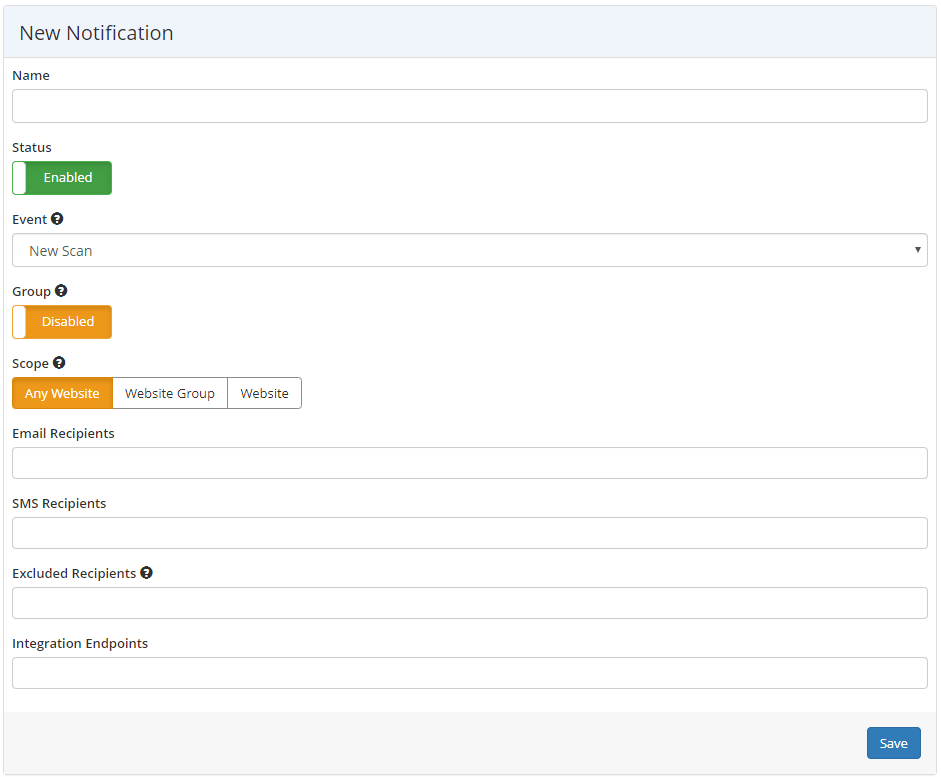 New Notification
Name
Status
Enabled
Event ?
New Scan
Group ?
Disabled
Scope ?
Any Website Website Group Website
Email Recipients
SMS Recipients
Excluded Recipients ?
Integration Endpoints
Save